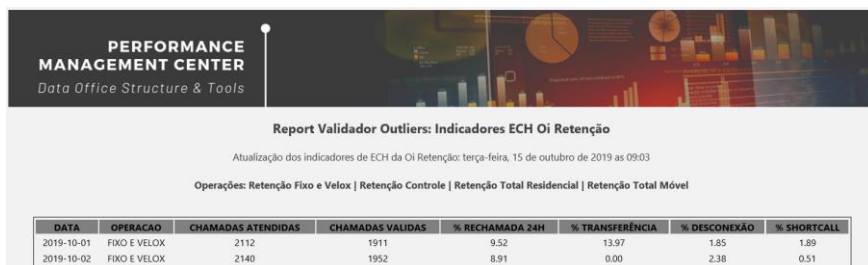 PERFORMANCE
MANAGEMENT CENTER
Data Office Structure & Tools
Report Validador Outliers: Indicadores ECH Oi Retenção
Atualização dos indicadores de ECH da Oi Retenção: terça-feira, 15 de outubro de 2019 as 09:03
Operações: Retenção Fixo e Velox | Retenção Controle | Retenção Total Residencial | Retenção Total Móvel
DATA OPERACAO CHAMADAS ATENDIDAS CHAMADAS VALIDAS % RECHAMADA 24H % TRANSFERÊNCIA % DESCONEXÃO % SHORTCALL
2019-10-01 FIXO E VELOX 2112 1911 9.52 13.97 1.85 1.89
2019-10-02 FIXO E VELOX 2140 1952 8.91 0.00 2.38 0.51